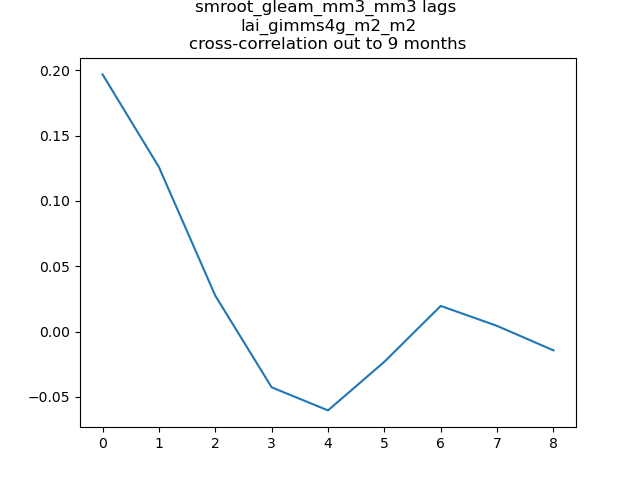 smroot_gleam_mm3_mm3 lags
lai_gimms4g_m2_m2
cross-correlation out to 9 months
0.20
0.15
0.10
0.05
0.00
−0.05
0 1 2 3 4 5 6 7 8